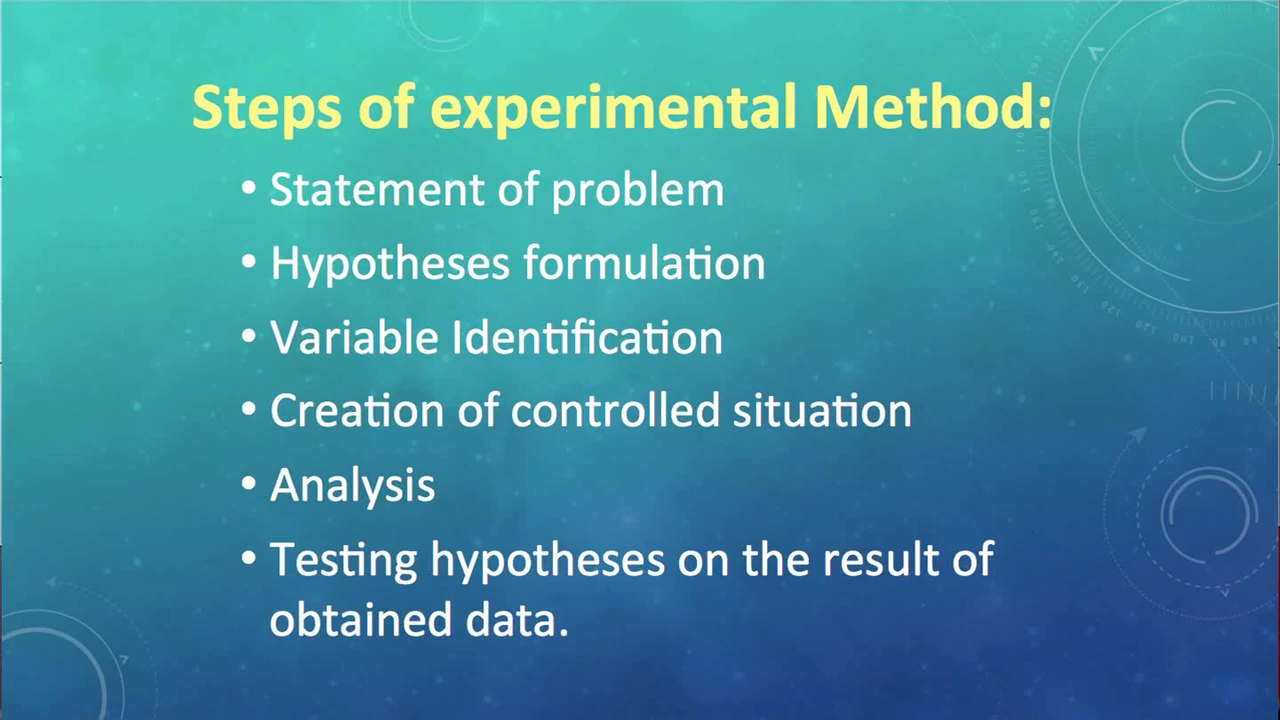 Steps of experimental Method:
• Statement of problem
• Hypotheses formulation
• Variable Identification
• Creation of controlled situation
• Analysis
• Testing hypotheses on the result of
obtained data.